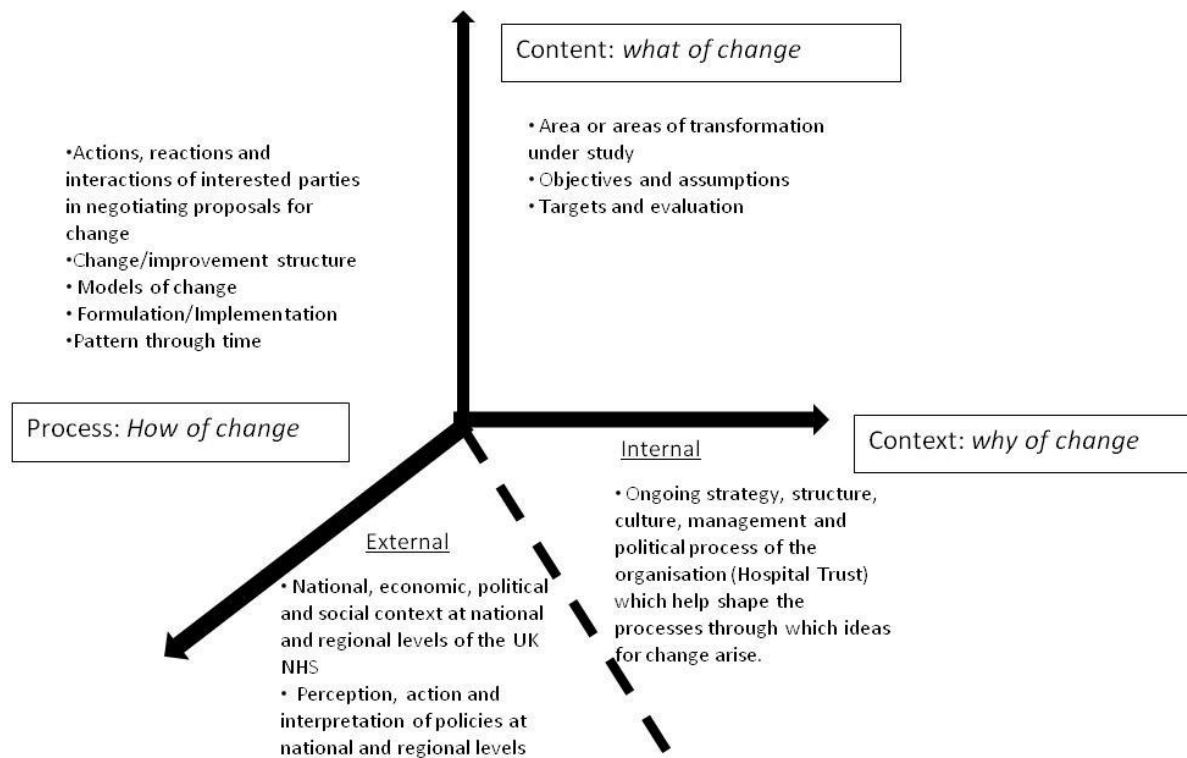 Content: what of change
• Area or areas of transformation
under study
• Objectives and assumptions
• Targets and evaluation
•Actions, reactions and
interactions of interested parties
in negotiating proposals for
change
•Change/improvement structure
• Models of change
• Formulation/Implementation
•Pattern through time
Process: How of change
Context: why of change
Internal
• Ongoing strategy, structure,
culture, management and
political process of the
organisation (Hospital Trust)
which help shape the
processes through which ideas
for change arise.
External
• National, economic, political
and social context at national
and regional levels of the UK
NHS
• Perception, action and
interpretation of policies at
national and regional levels